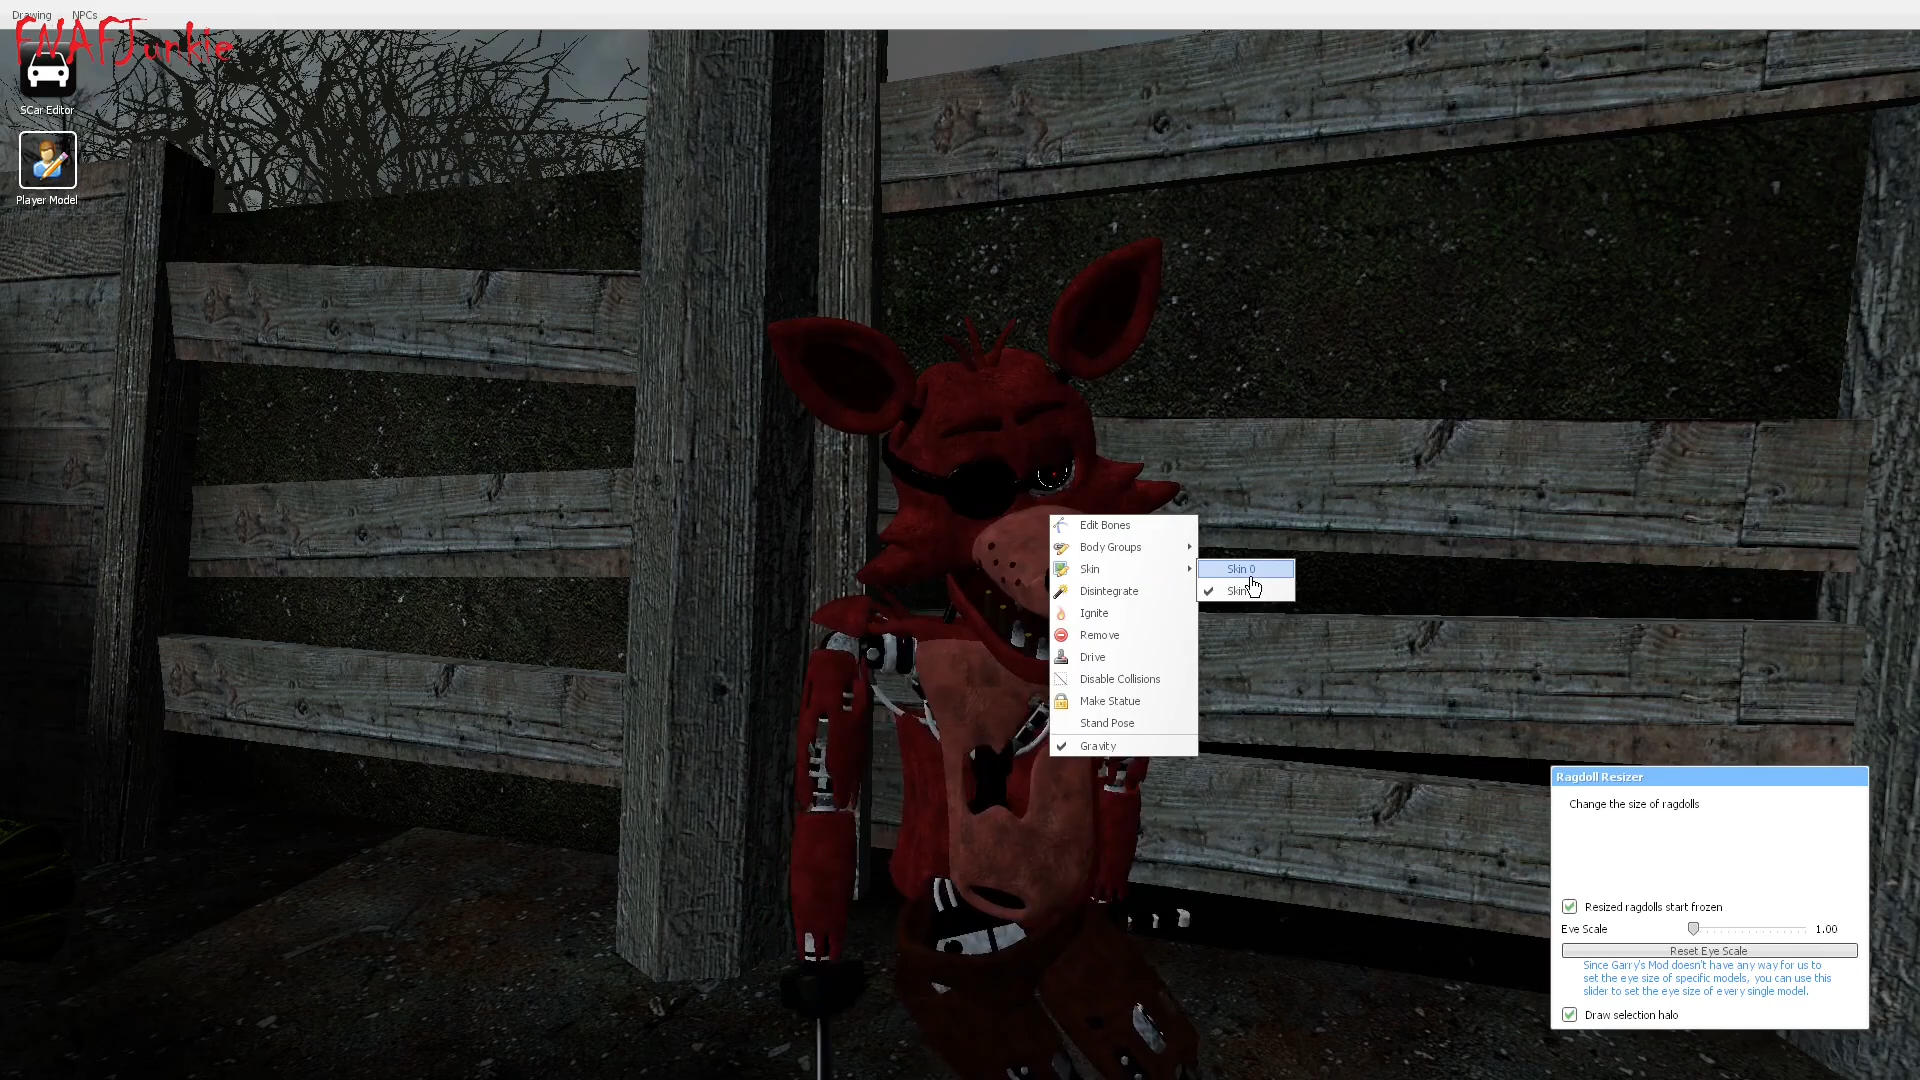 Drawing NPCs
FNAFJunkie
SCar Editor
Player Model
Edit Bones
Body Groups
Skin
Disintegrate
Ignite
Remove
Drive
Disable Collisions
Make Statue
Stand Pose
Gravity
Skin 0
Skin
Ragdoll Resizer
Change the size of ragdolls
Resized ragdolls start frozen
Eye Scale 1.00
Reset Eye Scale
Since Garry's Mod doesn't have any way for us to
set the eye size of specific models, you can use this
slider to set the eye size of every single model.
Draw selection halo